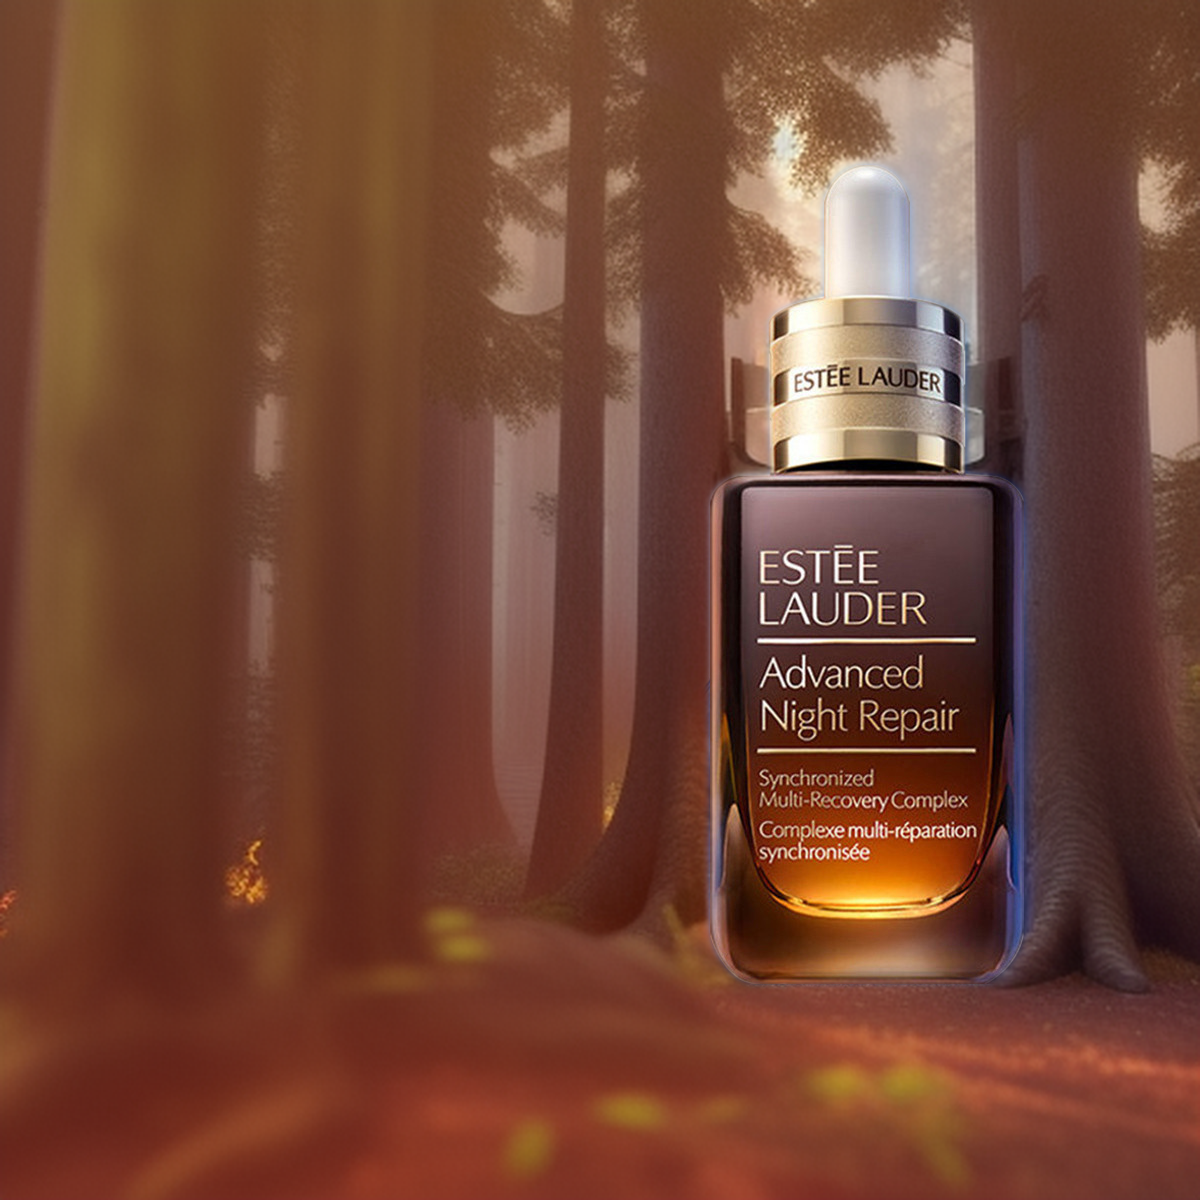 ESTĒE LAUDER
ESTĒE
LAUDER
Advanced
Night Repair
Synchronized
Multi-Recovery Complex
Complexe multi-réparation
synchronisée